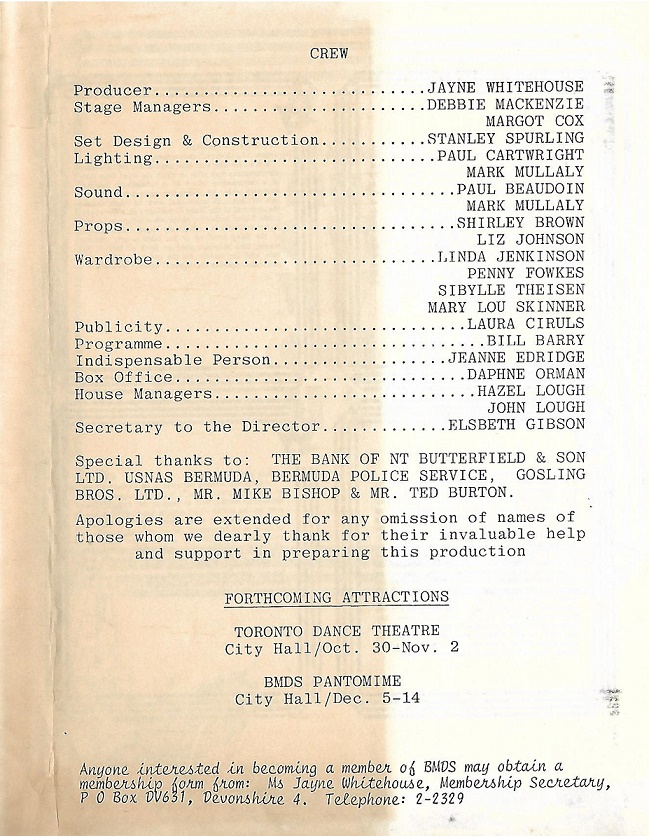 CREW
Producer...........................JAYNE WHITEHOUSE
Stage Managers.....................DEBBIE MACKENZIE
MARGOT COX
Set Design & Construction...........STANLEY SPURLING
Lighting............................PAUL CARTWRIGHT
MARK MULLALY
Sound.................................PAUL BEAUDOIN
MARK MULLALY
Props.................................SHIRLEY BROWN
LIZ JOHNSON
Wardrobe............................LINDA JENKINSON
PENNY FOWKES
SIBYLLE THEISEN
MARY LOU SKINNER
Publicity..............................LAURA CIRULS
Programme................................BILL BARRY
Indispensable Person.................JEANNE EDRIDGE
Box Office.............................DAPHNE ORMAN
House Managers..........................HAZEL LOUGH
JOHN LOUGH
Secretary to the Director............ELSBETH GIBSON
Special thanks to: THE BANK OF NT BUTTERFIELD & SON
LTD. USNAS BERMUDA, BERMUDA POLICE SERVICE, GOSLING
BROS. LTD., MR. MIKE BISHOP & MR. TED BURTON.
Apologies are extended for any omission of names of
those whom we dearly thank for their invaluable help
and support in preparing this production
FORTHCOMING ATTRACTIONS
TORONTO DANCE THEATRE
City Hall/Oct. 30-Nov. 2
BMDS PANTOMIME
City Hall/Dec. 5-14
Anyone interested in becoming a member of BMDS may obtain a
membership form from: Ms Jayne Whitehouse, Membership Secretary,
P O Box DV631, Devonshire 4. Telephone: 2-2329